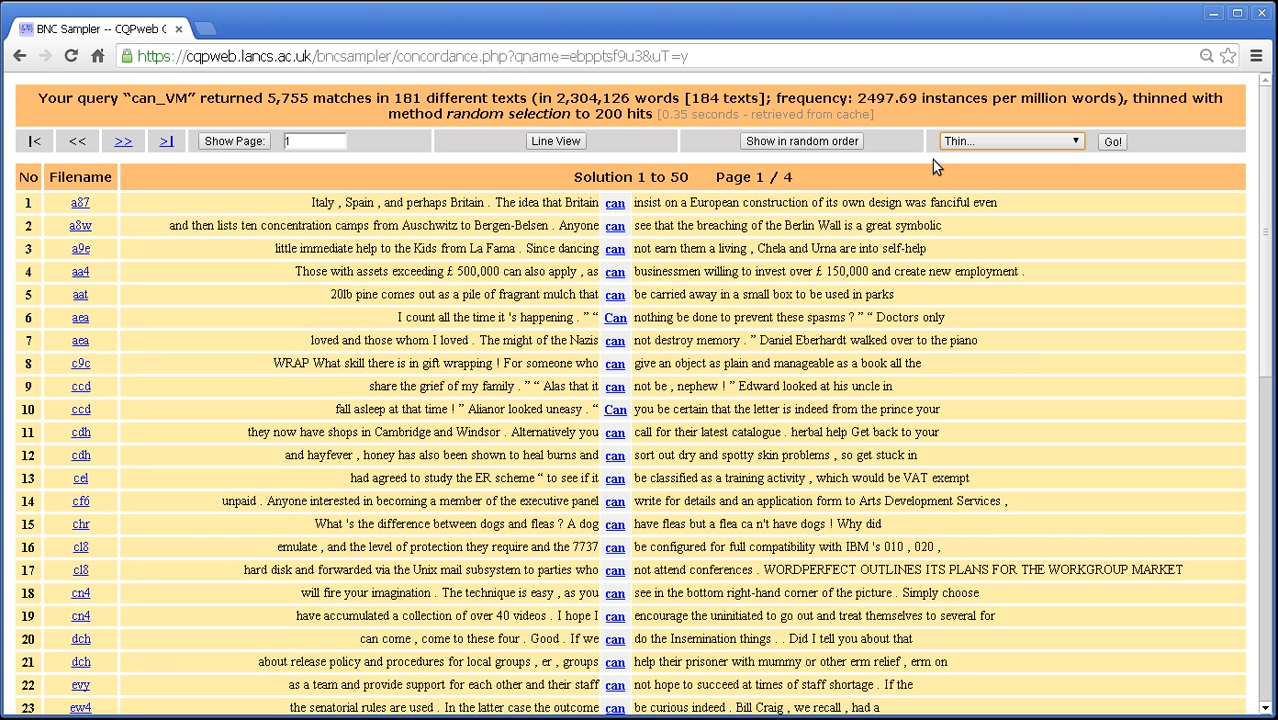 BNC Sampler -- CQPweb C
https://cqpweb.lancs.ac.uk/bncsampler/concordance.php?qname=ebpptsf9u3&uT=y
Your query “can_VM” returned 5,755 matches in 181 different texts (in 2,304,126 words [184 texts]; frequency: 2497.69 instances per million words), thinned with
method random selection to 200 hits [0.35 seconds - retrieved from cache]
|< << >> >| Show Page: 1 Line View Show in random order Thin... Go!
No Filename Solution 1 to 50 Page 1 / 4
1 a87 Italy , Spain , and perhaps Britain . The idea that Britain can insist on a European construction of its own design was fanciful even
2 a8w and then lists ten concentration camps from Auschwitz to Bergen-Belsen . Anyone can see that the breaching of the Berlin Wall is a great symbolic
3 a9e little immediate help to the Kids from La Fama . Since dancing can not earn them a living , Chela and Urna are into self-help
4 aa4 Those with assets exceeding £ 500,000 can also apply , as can businessmen willing to invest over £ 150,000 and create new employment .
5 aat 20lb pine comes out as a pile of fragrant mulch that can be carried away in a small box to be used in parks
6 aea I count all the time it 's happening . ” “ Can nothing be done to prevent these spasms ? ” “ Doctors only
7 aea loved and those whom I loved . The might of the Nazis can not destroy memory . ” Daniel Eberhardt walked over to the piano
8 c9c WRAP What skill there is in gift wrapping ! For someone who can give an object as plain and manageable as a book all the
9 ccd share the grief of my family . ” “ Alas that it can not be , nephew ! ” Edward looked at his uncle in
10 ccd fall asleep at that time ! ” Alianor looked uneasy . “ Can you be certain that the letter is indeed from the prince your
11 cdh they now have shops in Cambridge and Windsor . Alternatively you can call for their latest catalogue . herbal help Get back to your
12 cdh and hayfever , honey has also been shown to heal burns and can sort out dry and spotty skin problems , so get stuck in
13 cel had agreed to study the ER scheme “ to see if it can be classified as a training activity , which would be VAT exempt
14 cf6 unpaid . Anyone interested in becoming a member of the executive panel can write for details and an application form to Arts Development Services ,
15 chr What 's the difference between dogs and fleas ? A dog can have fleas but a flea ca n't have dogs ! Why did
16 cl8 emulate , and the level of protection they require and the 7737 can be configured for full compatibility with IBM 's 010 , 020 ,
17 cl8 hard disk and forwarded via the Unix mail subsystem to parties who can not attend conferences . WORDPERFECT OUTLINES ITS PLANS FOR THE WORKGROUP MARKET
18 cn4 will fire your imagination . The technique is easy , as you can see in the bottom right-hand corner of the picture . Simply choose
19 cn4 have accumulated a collection of over 40 videos . I hope I can encourage the uninitiated to go out and treat themselves to several for
20 dch can come , come to these four . Good . If we can do the Insemination things . . Did I tell you about that
21 dch about release policy and procedures for local groups , er , groups can help their prisoner with mummy or other erm relief , erm on
22 evy as a team and provide support for each other and their staff can not hope to succeed at times of staff shortage . If the
23 ew4 the senatorial rules are used . In the latter case the outcome can be curious indeed . Bill Craig , we recall , had a